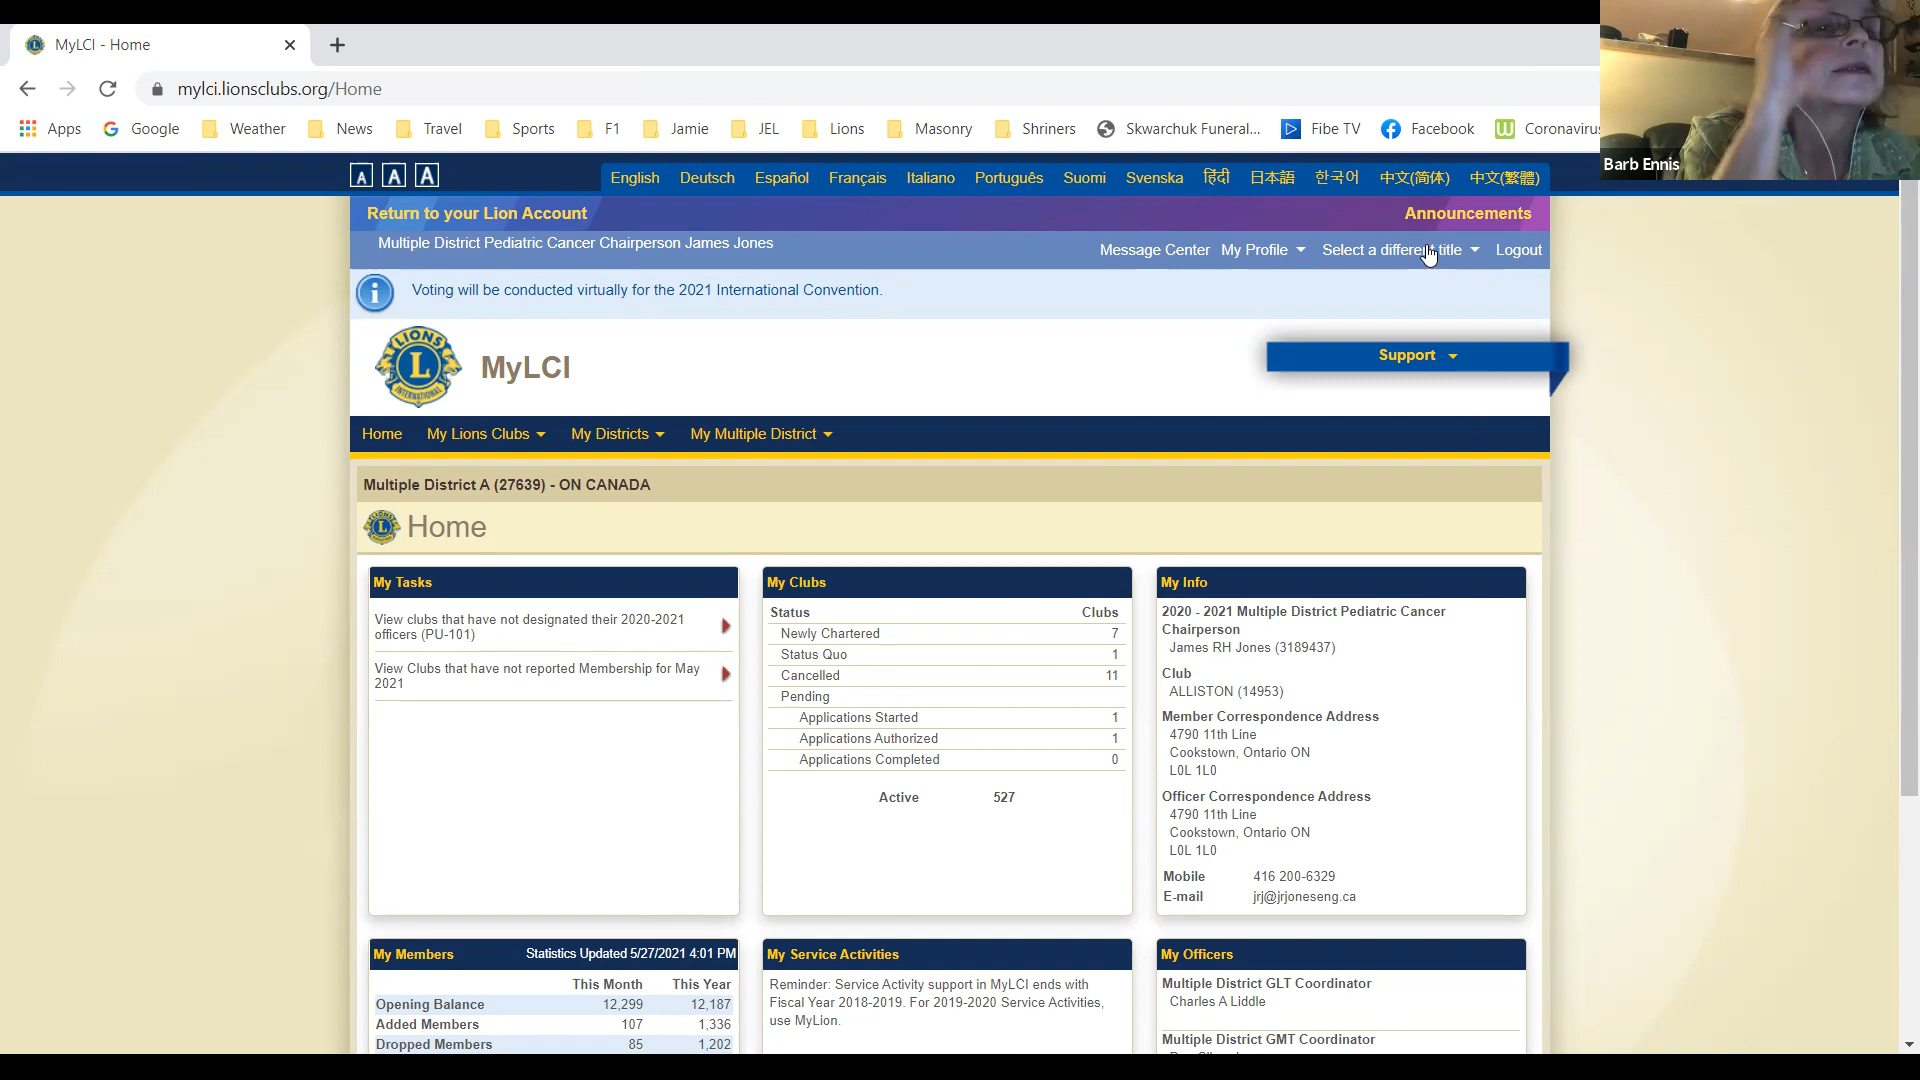 MyLCI - Home
mylci.lionsclubs.org/Home
Apps Google Weather News Travel Sports F1 Jamie JEL Lions Masonry Shriners Skwarchuk Funeral... Fibe TV Facebook Coronavirus
Barb Ennis
A A A English Deutsch Español Français Italiano Português Suomi Svenska हिंदी 日本語 한국어 中文(简体) 中文(繁體)
Return to your Lion Account Announcements
Multiple District Pediatric Cancer Chairperson James Jones
Message Center My Profile Select a different title Logout
Voting will be conducted virtually for the 2021 International Convention.
LIONS
L
INTERNATIONAL
MyLCI
Support
Home My Lions Clubs My Districts My Multiple District
Multiple District A (27639) - ON CANADA
Home
My Tasks
View clubs that have not designated their 2020-2021
officers (PU-101)
View Clubs that have not reported Membership for May
2021
My Clubs
Status Clubs
Newly Chartered 7
Status Quo 1
Cancelled 11
Pending
Applications Started 1
Applications Authorized 1
Applications Completed 0
Active 527
My Info
2020 - 2021 Multiple District Pediatric Cancer
Chairperson
James RH Jones (3189437)
Club
ALLISTON (14953)
Member Correspondence Address
4790 11th Line
Cookstown, Ontario ON
L0L 1L0
Officer Correspondence Address
4790 11th Line
Cookstown, Ontario ON
L0L 1L0
Mobile 416 200-6329
E-mail jrj@jrjoneseng.ca
My Members Statistics Updated 5/27/2021 4:01 PM
This Month This Year
Opening Balance 12,299 12,187
Added Members 107 1,336
Dropped Members 85 1,202
My Service Activities
Reminder: Service Activity support in MyLCI ends with
Fiscal Year 2018-2019. For 2019-2020 Service Activities,
use MyLion.
My Officers
Multiple District GLT Coordinator
Charles A Liddle
Multiple District GMT Coordinator